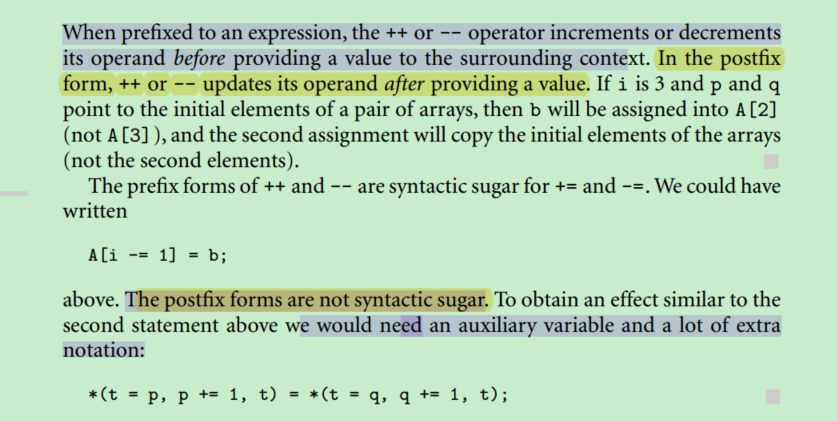 When prefixed to an expression, the ++ or -- operator increments or decrements
its operand before providing a value to the surrounding context. In the postfix
form, ++ or -- updates its operand after providing a value. If i is 3 and p and q
point to the initial elements of a pair of arrays, then b will be assigned into A[2]
(not A[3]), and the second assignment will copy the initial elements of the arrays
(not the second elements).
The prefix forms of ++ and -- are syntactic sugar for += and -=. We could have
written
A[i -= 1] = b;
above. The postfix forms are not syntactic sugar. To obtain an effect similar to the
second statement above we would need an auxiliary variable and a lot of extra
notation:
*(t = p, p += 1, t) = *(t = q, q += 1, t);